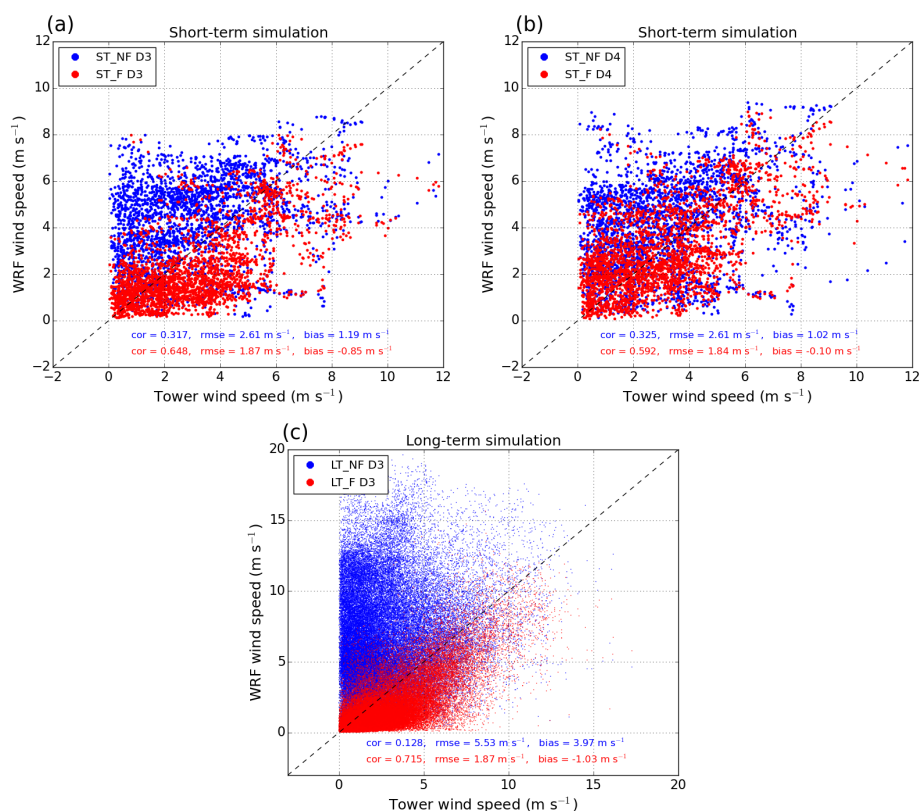 (a)
Short-term simulation
ST_NF D3
ST_F D3
12
10
8
6
4
2
0
−2
WRF wind speed (m s⁻¹)
cor = 0.317, rmse = 2.61 m s⁻¹, bias = 1.19 m s⁻¹
cor = 0.648, rmse = 1.87 m s⁻¹, bias = -0.85 m s⁻¹
−2 0 2 4 6 8 10 12
Tower wind speed (m s⁻¹)
(b)
Short-term simulation
ST_NF D4
ST_F D4
12
10
8
6
4
2
0
−2
WRF wind speed (m s⁻¹)
cor = 0.325, rmse = 2.61 m s⁻¹, bias = 1.02 m s⁻¹
cor = 0.592, rmse = 1.84 m s⁻¹, bias = -0.10 m s⁻¹
−2 0 2 4 6 8 10 12
Tower wind speed (m s⁻¹)
(c)
Long-term simulation
LT_NF D3
LT_F D3
20
15
10
5
0
WRF wind speed (m s⁻¹)
cor = 0.128, rmse = 5.53 m s⁻¹, bias = 3.97 m s⁻¹
cor = 0.715, rmse = 1.87 m s⁻¹, bias = -1.03 m s⁻¹
0 5 10 15 20
Tower wind speed (m s⁻¹)